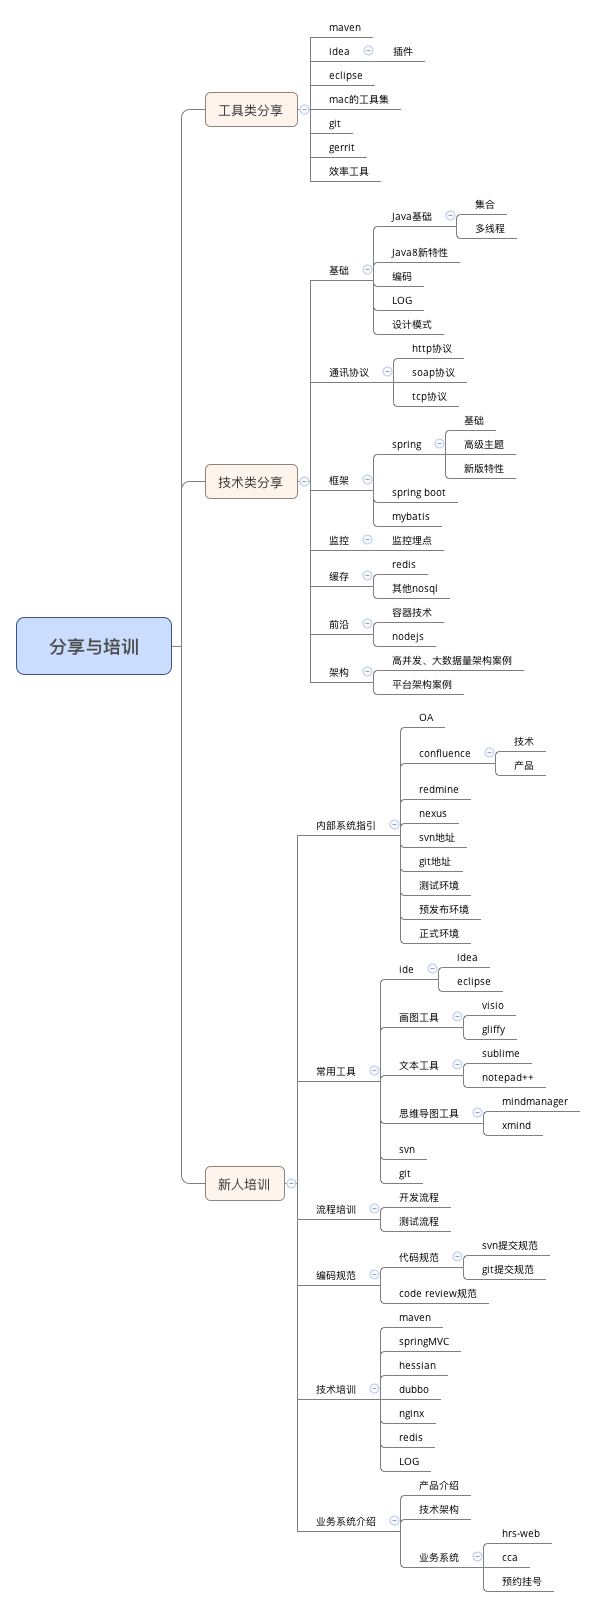 分享与培训
工具类分享
maven
idea
插件
eclipse
mac的工具集
git
gerrit
效率工具
技术类分享
基础
Java基础
集合
多线程
Java8新特性
编码
LOG
设计模式
通讯协议
http协议
soap协议
tcp协议
框架
spring
基础
高级主题
新版特性
spring boot
mybatis
监控
监控埋点
缓存
redis
其他nosql
前沿
容器技术
nodejs
架构
高并发、大数据量架构案例
平台架构案例
新人培训
内部系统指引
OA
confluence
技术
产品
redmine
nexus
svn地址
git地址
测试环境
预发布环境
正式环境
常用工具
ide
idea
eclipse
画图工具
visio
gliffy
文本工具
sublime
notepad++
思维导图工具
mindmanager
xmind
svn
git
流程培训
开发流程
测试流程
编码规范
代码规范
svn提交规范
git提交规范
code review规范
技术培训
maven
springMVC
hessian
dubbo
nginx
redis
LOG
业务系统介绍
产品介绍
技术架构
业务系统
hrs-web
cca
预约挂号